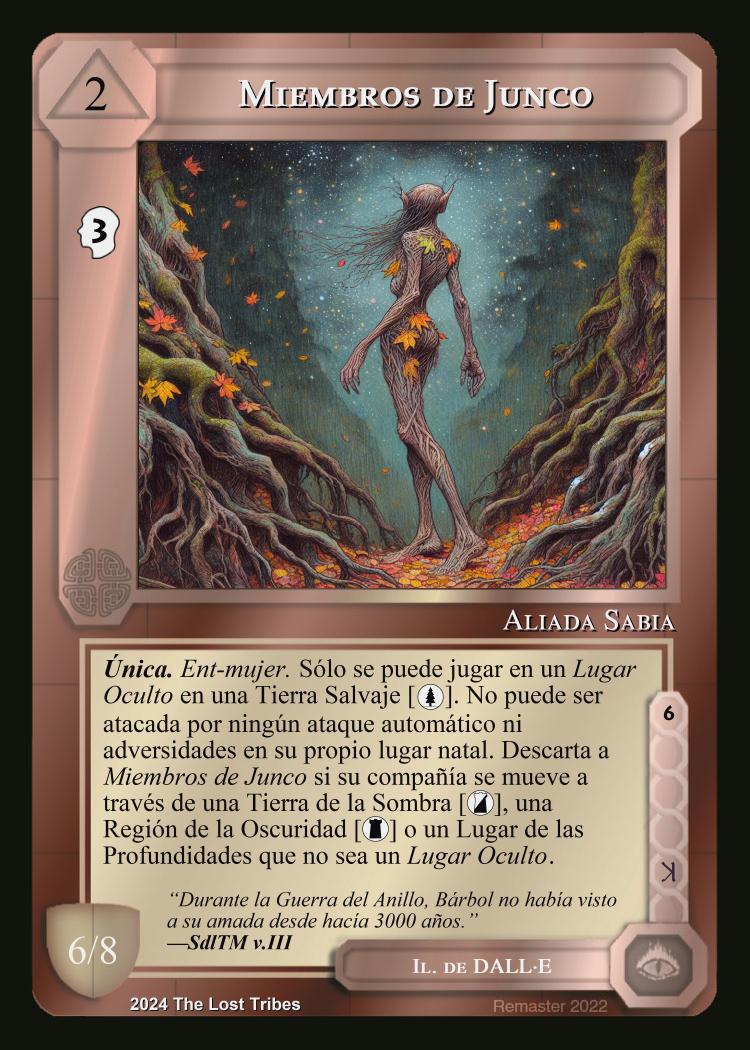 2
Miembros de Junco
3
Aliada Sabia
Única. Ent-mujer. Sólo se puede jugar en un Lugar
Oculto en una Tierra Salvaje [ ]. No puede ser
atacada por ningún ataque automático ni
adversidades en su propio lugar natal. Descarta a
Miembros de Junco si su compañía se mueve a
través de una Tierra de la Sombra [ ], una
Región de la Oscuridad [ ] o un Lugar de las
Profundidades que no sea un Lugar Oculto.
6
“Durante la Guerra del Anillo, Bárbol no había visto
a su amada desde hacía 3000 años.”
—SdlTM v.III
6/8
Il. de DALL·E
2024 The Lost Tribes
Remaster 2022